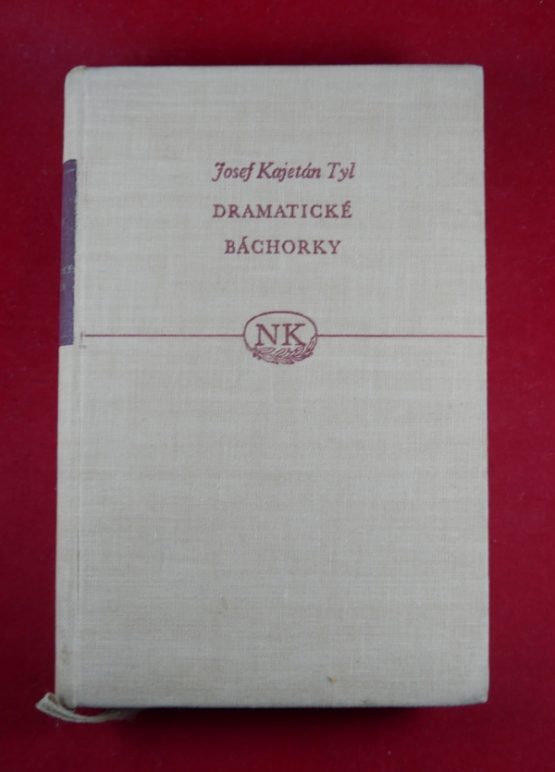 Josef Kajetán Tyl
DRAMATICKÉ
BÁCHORKY
NK